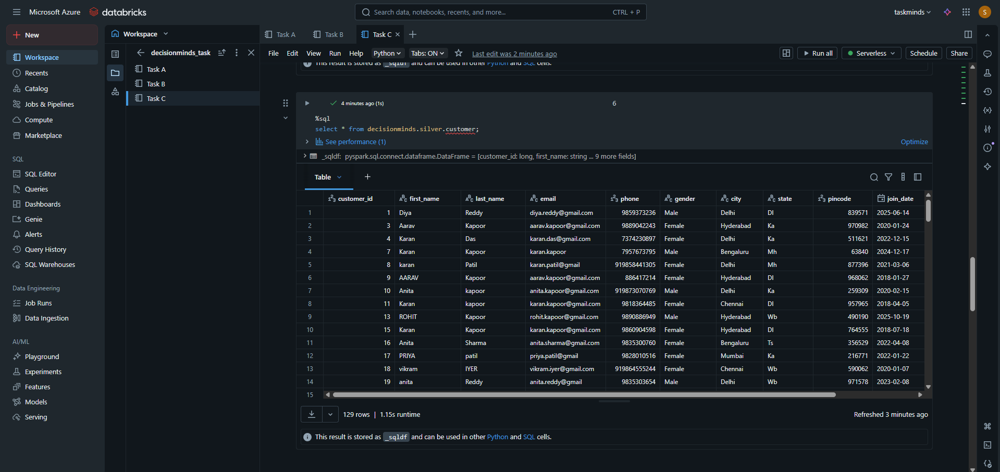 Microsoft Azure databricks
Search data, notebooks, recents, and more... CTRL + P
taskminds
S
New
Workspace
Recents
Catalog
Jobs & Pipelines
Compute
Marketplace
SQL
SQL Editor
Queries
Dashboards
Genie
Alerts
Query History
SQL Warehouses
Data Engineering
Job Runs
Data Ingestion
AI/ML
Playground
Experiments
Features
Models
Serving
Workspace
decisionminds_task
Task A
Task B
Task C
Task A Task B Task C
File Edit View Run Help Python Tabs: ON Last edit was 2 minutes ago
Run all Serverless Schedule Share
This result is stored as _sqldf and can be used in other Python and SQL cells.
4 minutes ago (1s) 6
%sql
select * from decisionminds.silver.customer;
See performance (1) Optimize
_sqldf: pyspark.sql.connect.dataframe.DataFrame = [customer_id: long, first_name: string ... 9 more fields]
Table
customer_id first_name last_name email phone gender city state pincode join_date
1 1 Diya Reddy diya.reddy@gmail.com 9859373236 Male Delhi Dl 839571 2025-06-14
2 3 Aarav Kapoor aarav.kapoor@gmail.com 9889042243 Female Hyderabad Ka 970982 2020-01-24
3 4 Karan Das karan.das@gmail.com 7374230897 Female Delhi Ka 511621 2022-12-15
4 7 Karan Kapoor karan.kapoor 7957673795 Male Bengaluru Mh 63840 2024-12-17
5 8 karan Patil karan.patil@gmail 919858441305 Female Delhi Mh 877396 2021-03-06
6 9 AARAV Kapoor aarav.kapoor@gmail.com 886417214 Female Hyderabad Dl 968062 2018-01-27
7 10 Anita kapoor anita.kapoor@gmail.com 919873070769 Male Delhi Ka 259309 2020-02-15
8 11 Karan kapoor karan.kapoor@gmail.com 9818364485 Female Chennai Dl 957965 2018-04-05
9 13 ROHIT Kapoor rohit.kapoor@gmail.com 9890886949 Male Hyderabad Wb 490190 2025-10-19
10 15 Karan Kapoor karan.kapoor@gmail.com 9860904598 Female Hyderabad Dl 764555 2018-07-18
11 16 Anita Sharma anita.sharma@gmail.com 9835300760 Female Bengaluru Ts 356529 2022-04-08
12 17 PRIYA patil priya.patil@gmail 9828010516 Female Mumbai Ka 216771 2022-01-22
13 18 vikram IYER vikram.iyer@gmail.com 919864555244 Female Chennai Wb 590062 2020-01-07
14 19 anita Reddy anita.reddy@gmail 9835303654 Male Delhi Wb 971578 2023-02-08
15
129 rows | 1.15s runtime Refreshed 3 minutes ago
This result is stored as _sqldf and can be used in other Python and SQL cells.